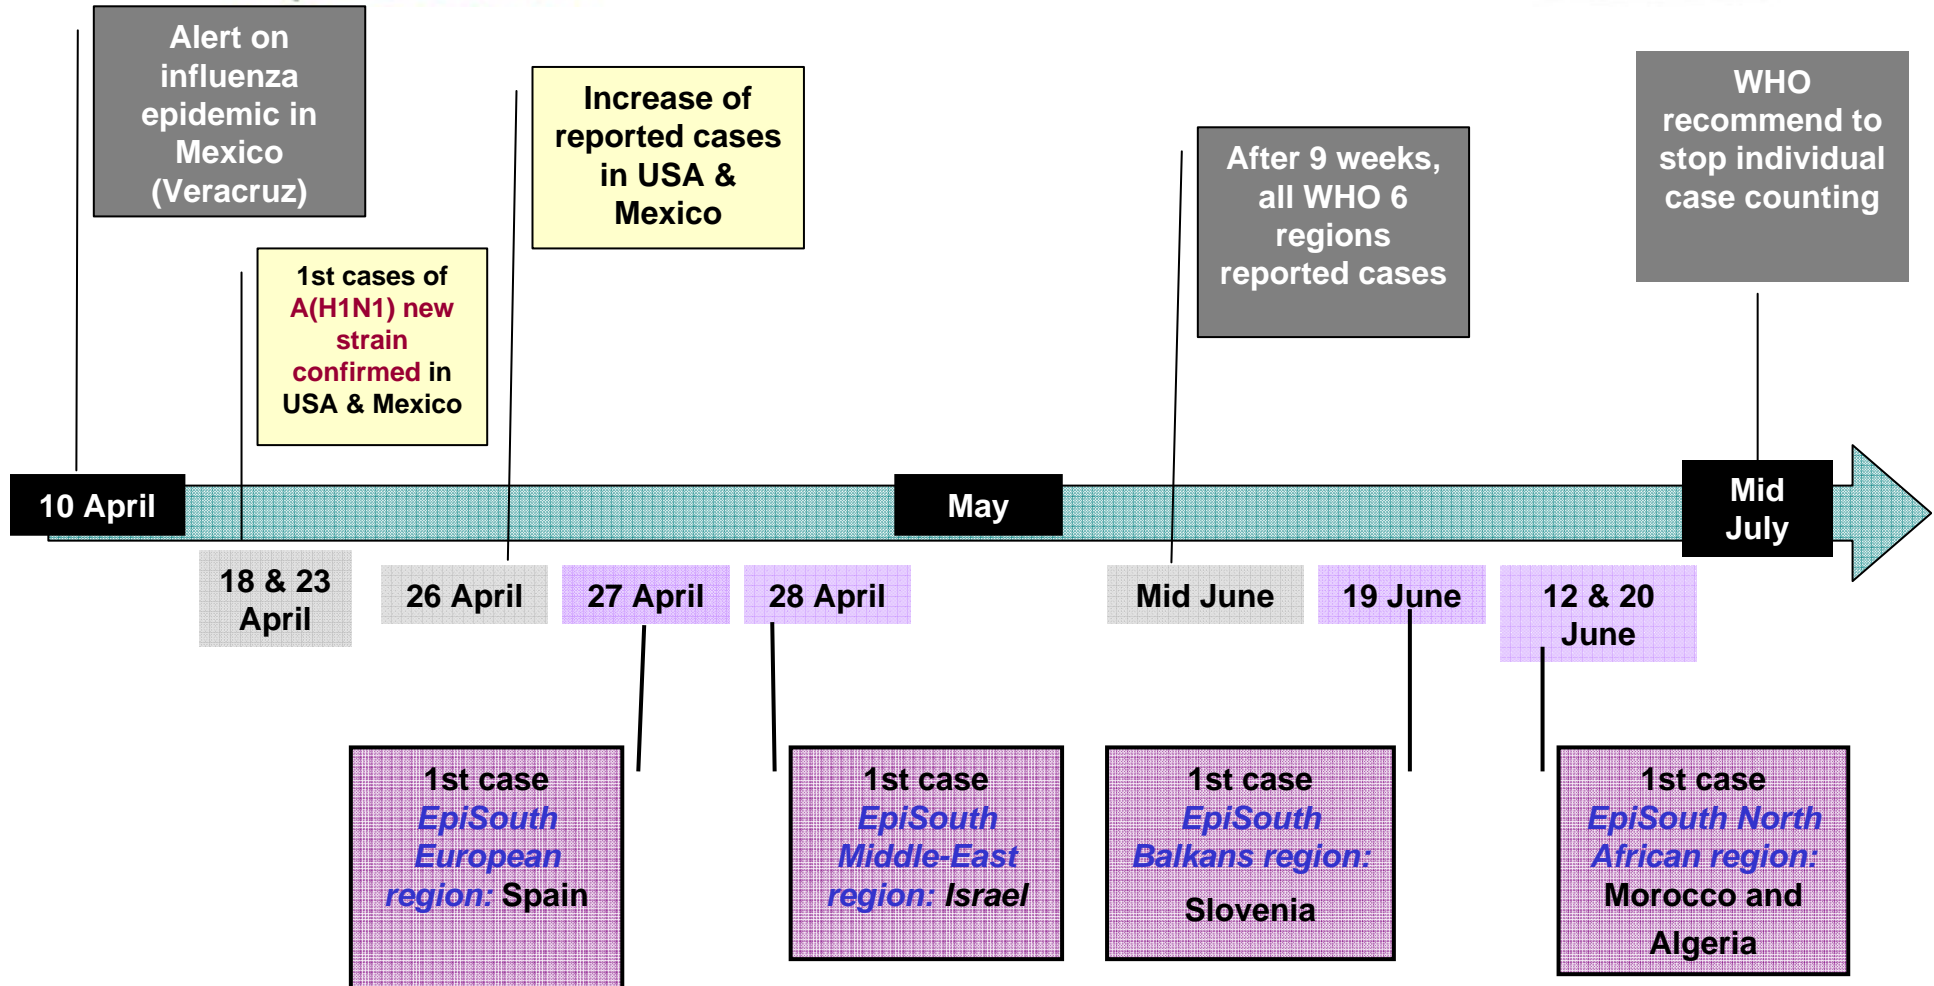 Alert on
influenza
epidemic in
Mexico
(Veracruz)
1st cases of
A(H1N1) new
strain
confirmed in
USA & Mexico
Increase of
reported cases
in USA &
Mexico
After 9 weeks,
all WHO 6
regions
reported cases
WHO
recommend to
stop individual
case counting
10 April
May
Mid
July
18 & 23
April
26 April
27 April
28 April
Mid June
19 June
12 & 20
June
1st case
EpiSouth
European
region: Spain
1st case
EpiSouth
Middle-East
region: Israel
1st case
EpiSouth
Balkans region:
Slovenia
1st case
EpiSouth North
African region:
Morocco and
Algeria